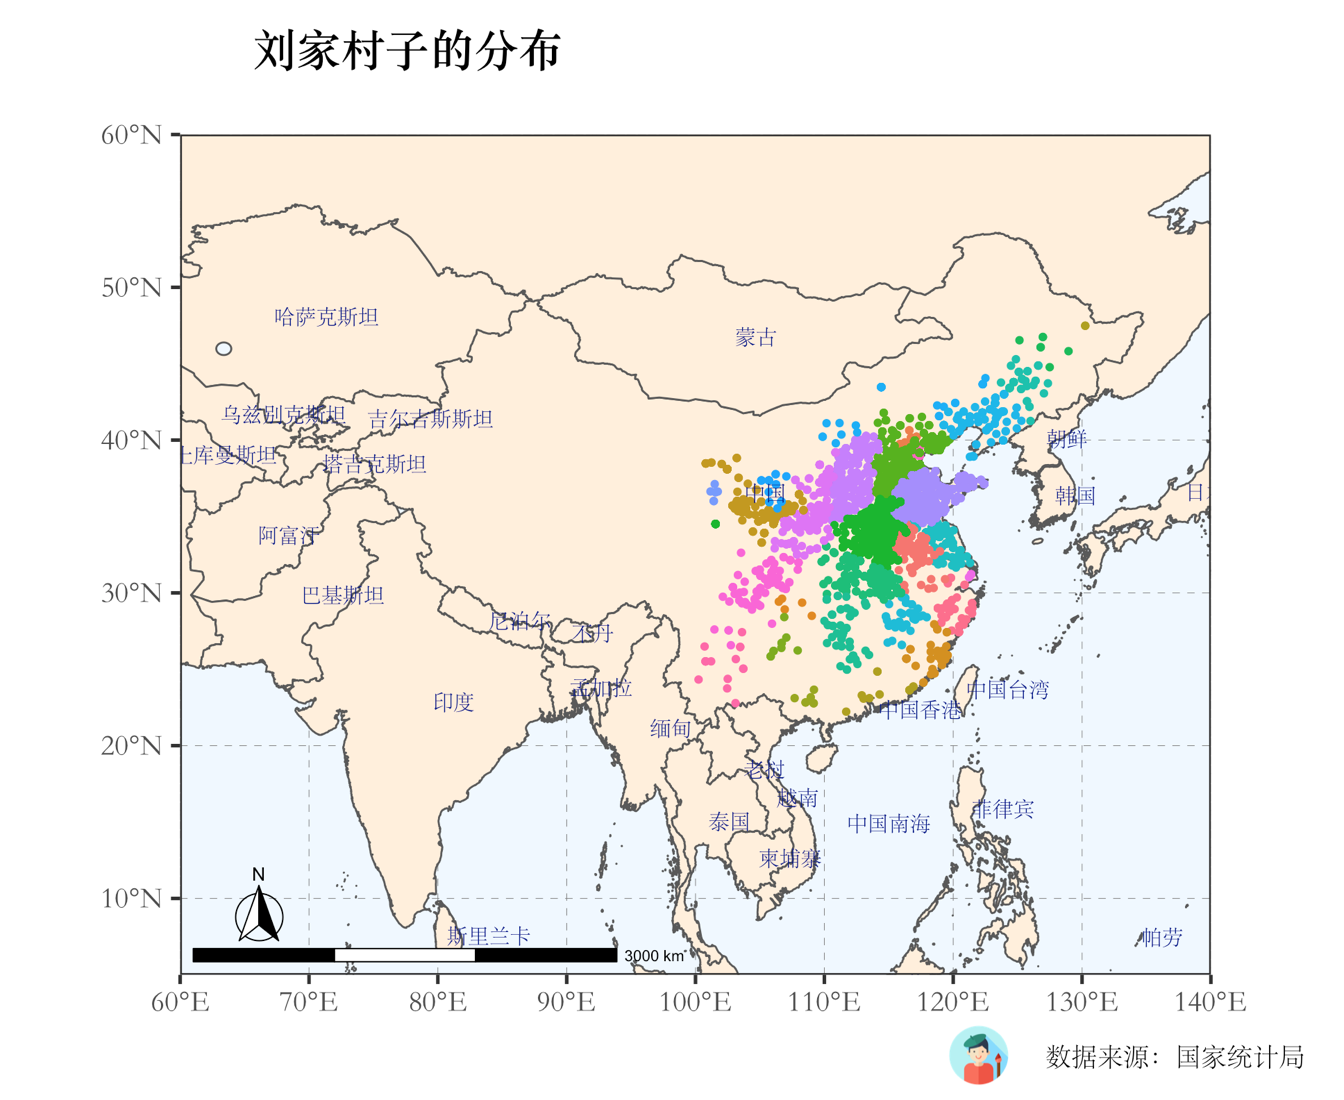 刘家村子的分布
60°N
50°N
40°N
30°N
20°N
10°N
哈萨克斯坦
蒙古
乌兹别克斯坦
吉尔吉斯斯坦
土库曼斯坦
塔吉克斯坦
朝鲜
中国
韩国
日本
阿富汗
巴基斯坦
尼泊尔
不丹
孟加拉
印度
缅甸
中国台湾
中国香港
老挝
越南
泰国
中国南海
菲律宾
柬埔寨
斯里兰卡
帕劳
N
3000 km
60°E
70°E
80°E
90°E
100°E
110°E
120°E
130°E
140°E
数据来源：国家统计局